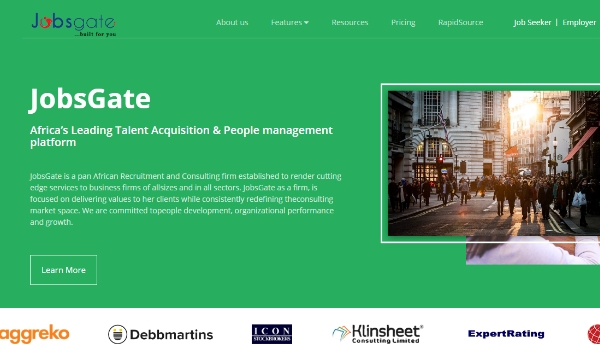 Jobsgate
...built for you
About us Features Resources Pricing RapidSource Job Seeker | Employer
JobsGate
Africa's Leading Talent Acquisition & People management
platform
JobsGate is a pan African Recruitment and Consulting firm established to render cutting
edge services to business firms of allsizes and in all sectors. JobsGate as a firm, is
focused on delivering values to her clients while consistently redefining theconsulting
market space. We are committed topeople development, organizational performance
and growth.
Learn More
aggreko
Debbmartins
ICON
STOCKBROKERS
Klinsheet
Consulting Limited
ExpertRating